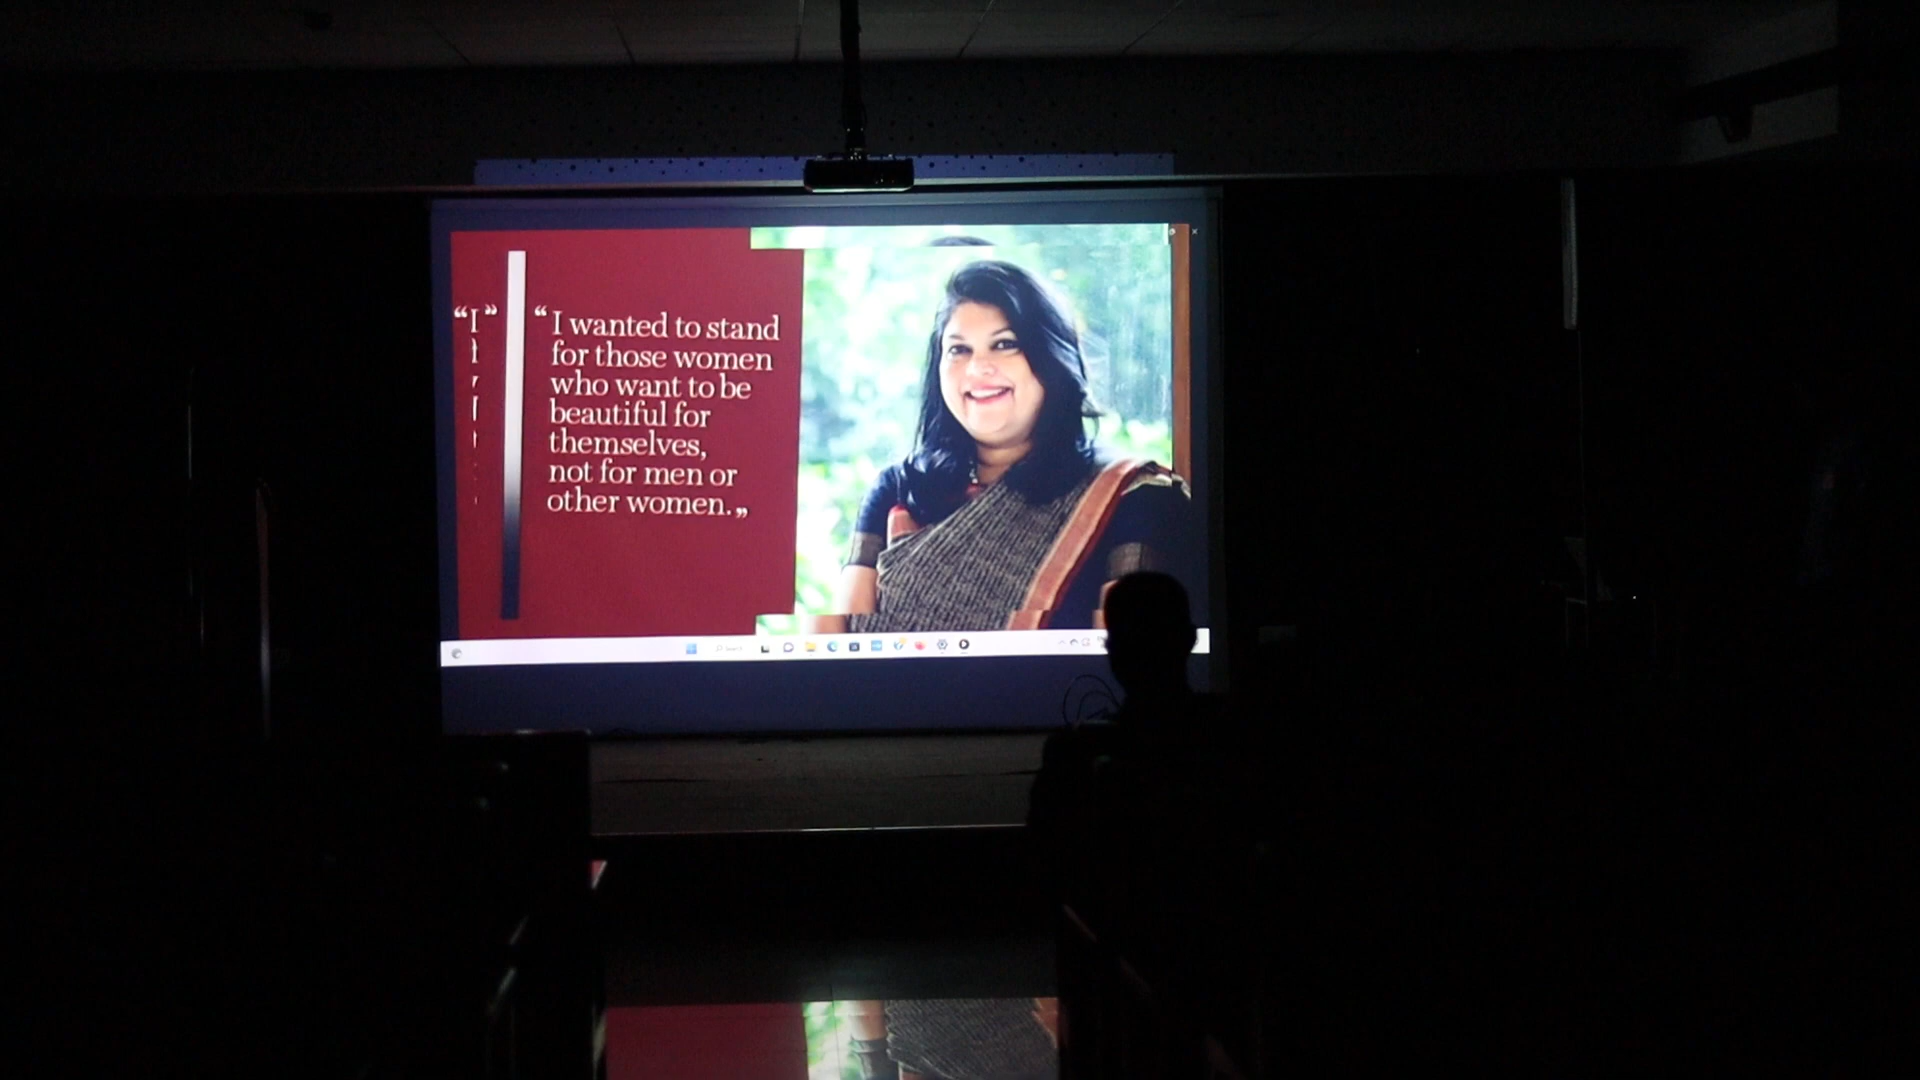 “I”
“I wanted to stand
for those women
who want to be
beautiful for
themselves,
not for men or
other women.”
Search